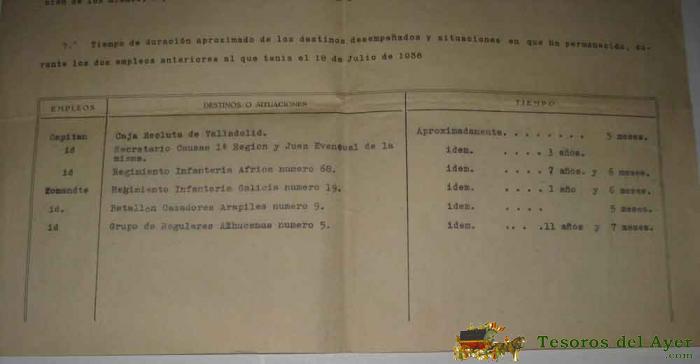 7.° Tiempo de duración aproximado de los destinos desempeñados y situaciones en que ha permanecido, du-
rante los dos empleos anteriores al que tenia el 18 de Julio de 1936
EMPLEOS DESTINOS O SITUACIONES TIEMPO
Capitan Caja Recluta de Valladolid. Aproximadamente. . . . . . . . 5 meses.
id Secretario Causas 1ª Region y Juez Eventual de la idem. . . . . 3 años.
misma.
id Regimiento Infanteria Africa numero 68. idem. . . . . 7 años. y 6 meses.
Comandte Regimiento Infanteria Galicia numero 19. idem. . . . . 1 año y 6 meses.
id. Batallon Cazadores Arapiles numero 9. idem. . . . . 5 meses.
id Grupo de Regulares Alhucemas numero 5. idem. . . . .11 años y 7 meses.
Tesoros del Ayer
.com